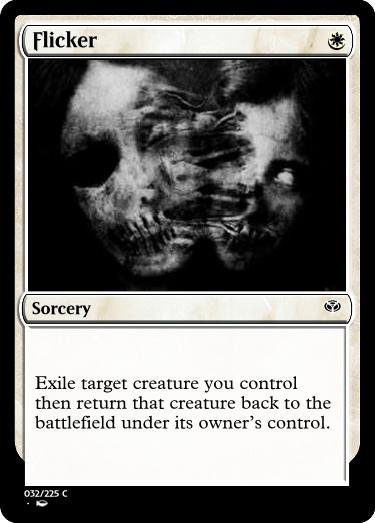 Flicker
Sorcery
Exile target creature you control
then return that creature back to the
battlefield under its owner's control.
032/225 C